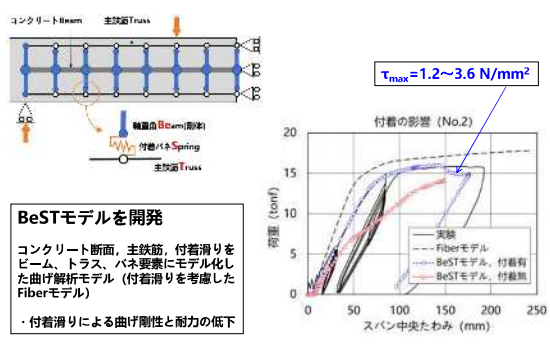 コンクリートBeam 主鉄筋Truss
軸直角Beam(剛体)
付着バネSpring
主鉄筋Truss
BeSTモデルを開発
コンクリート断面，主鉄筋，付着滑りを
ビーム、トラス、バネ要素にモデル化し
た曲げ解析モデル（付着滑りを考慮した
Fiberモデル）
・付着滑りによる曲げ剛性と耐力の低下
τmax=1.2～3.6 N/mm²
付着の影響（No.2）
荷重（tonf）
20
15
10
5
0
実験
Fiberモデル
BeSTモデル，付着有
BeSTモデル，付着無
0 50 100 150 200 250
スパン中央たわみ（mm）